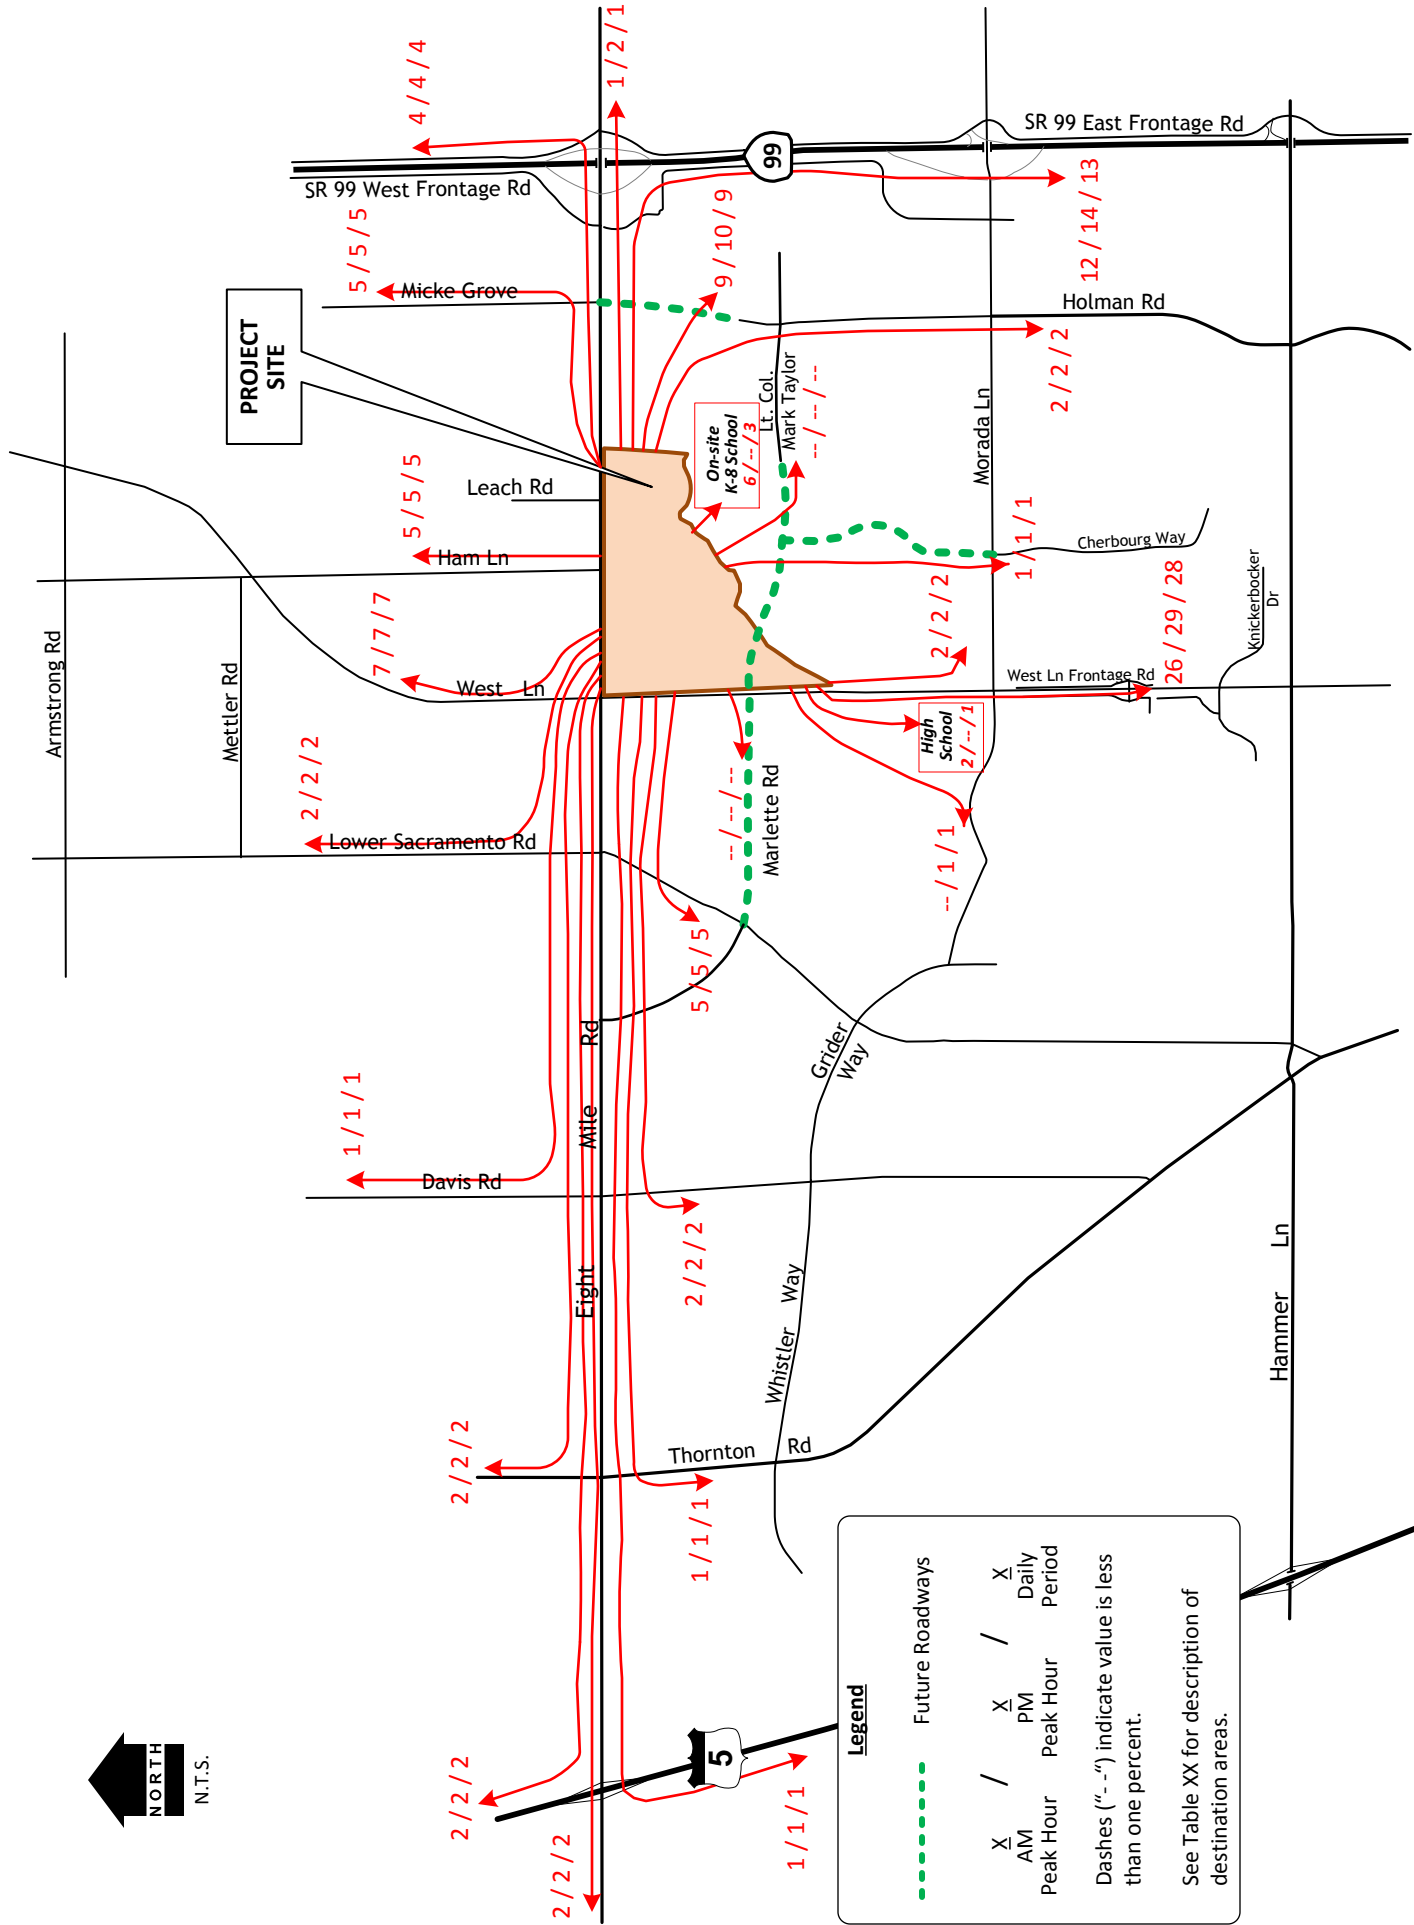 4 / 4 / 4
1 / 2 / 1
SR 99 East Frontage Rd
SR 99 West Frontage Rd
99
5 / 5 / 5
9 / 10 / 9
12 / 14 / 13
Micke Grove
Holman Rd
PROJECT
SITE
2 / 2 / 2
Lt. Col.
Mark Taylor
-- / -- / --
Morada Ln
On-site
K-8 School
6 / -- / 3
Leach Rd
5 / 5 / 5
Ham Ln
1 / 1 / 1
Cherbourg Way
Knickerbocker
Dr
26 / 29 / 28
Armstrong Rd
Mettler Rd
7 / 7 / 7
West Ln
2 / 2 / 2
West Ln Frontage Rd
High
School
2 / -- / 1
2 / 2 / 2
Lower Sacramento Rd
-- / -- / --
Marlette Rd
-- / 1 / 1
5 / 5 / 5
Grider
Way
1 / 1 / 1
Davis Rd
2 / 2 / 2
Eight Mile Rd
Whistler Way
Hammer Ln
2 / 2 / 2
Thornton Rd
1 / 1 / 1
NORTH
N.T.S.
2 / 2 / 2
2 / 2 / 2
5
1 / 1 / 1
Legend
Future Roadways
X / X / X
AM PM Daily
Peak Hour Peak Hour Period
Dashes (“- -“) indicate value is less
than one percent.
See Table XX for description of
destination areas.